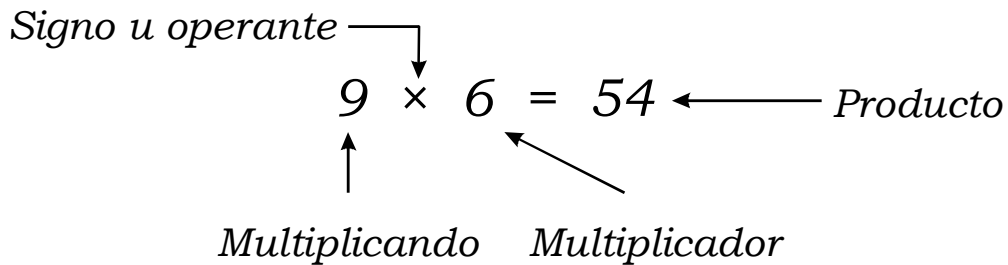 Signo u operante
9 × 6 = 54
Producto
Multiplicando
Multiplicador